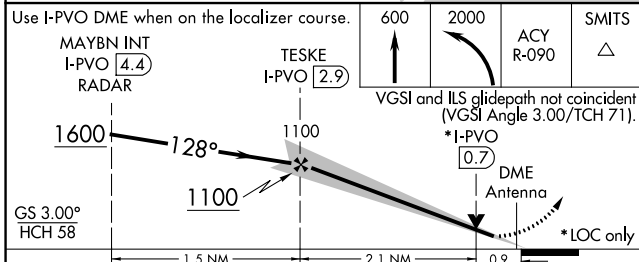 Use I-PVO DME when on the localizer course.
600
2000
ACY
R-090
SMITS
MAYBN INT
I-PVO 4.4
RADAR
TESKE
I-PVO 2.9
VGSI and ILS glidepath not coincident
(VGSI Angle 3.00/TCH 71).
*I-PVO
0.7
DME
Antenna
1600
128°
1100
1100
GS 3.00°
HCH 58
*LOC only
1.5 NM
2.1 NM
0.9